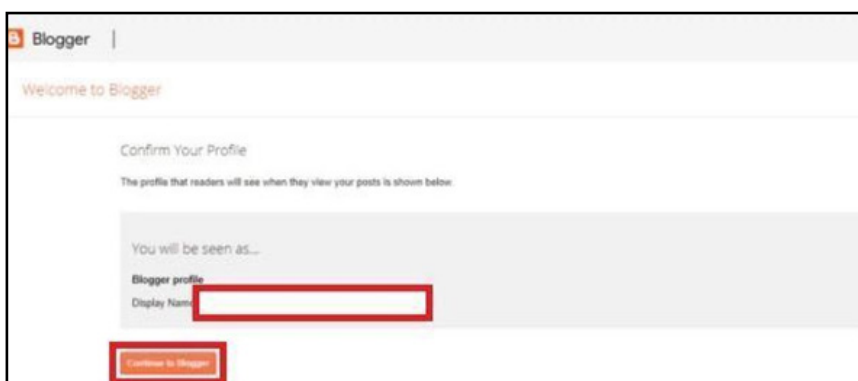 Blogger
Welcome to Blogger
Confirm Your Profile
The profile that readers will see when they view your posts is shown below
You will be seen as...
Blogger profile
Display Name
Continue to Blogger